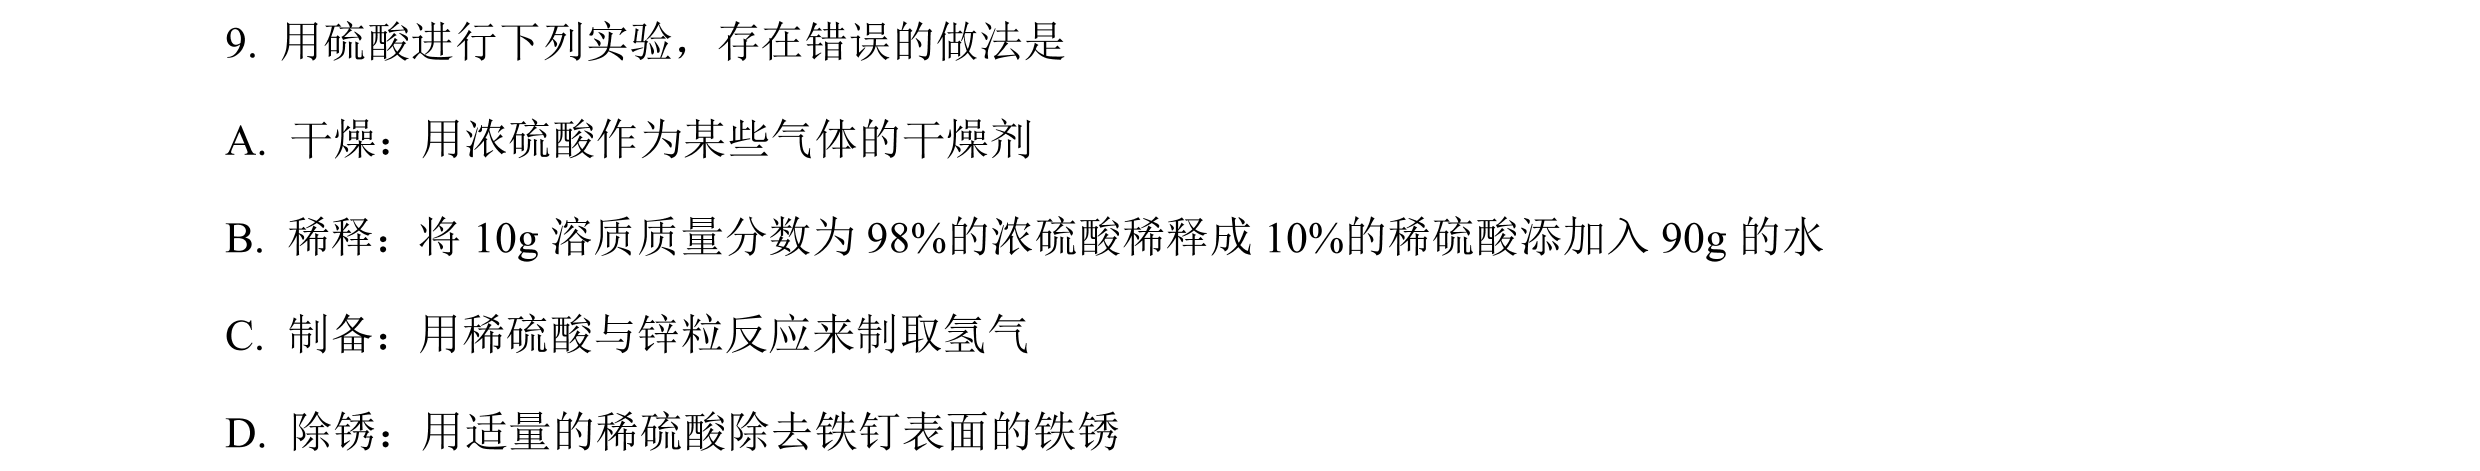 9. 用硫酸进行下列实验，存在错误的做法是
A. 干燥：用浓硫酸作为某些气体的干燥剂
B. 稀释：将 10g 溶质质量分数为 98%的浓硫酸稀释成 10%的稀硫酸添加入 90g 的水
C. 制备：用稀硫酸与锌粒反应来制取氢气
D. 除锈：用适量的稀硫酸除去铁钉表面的铁锈